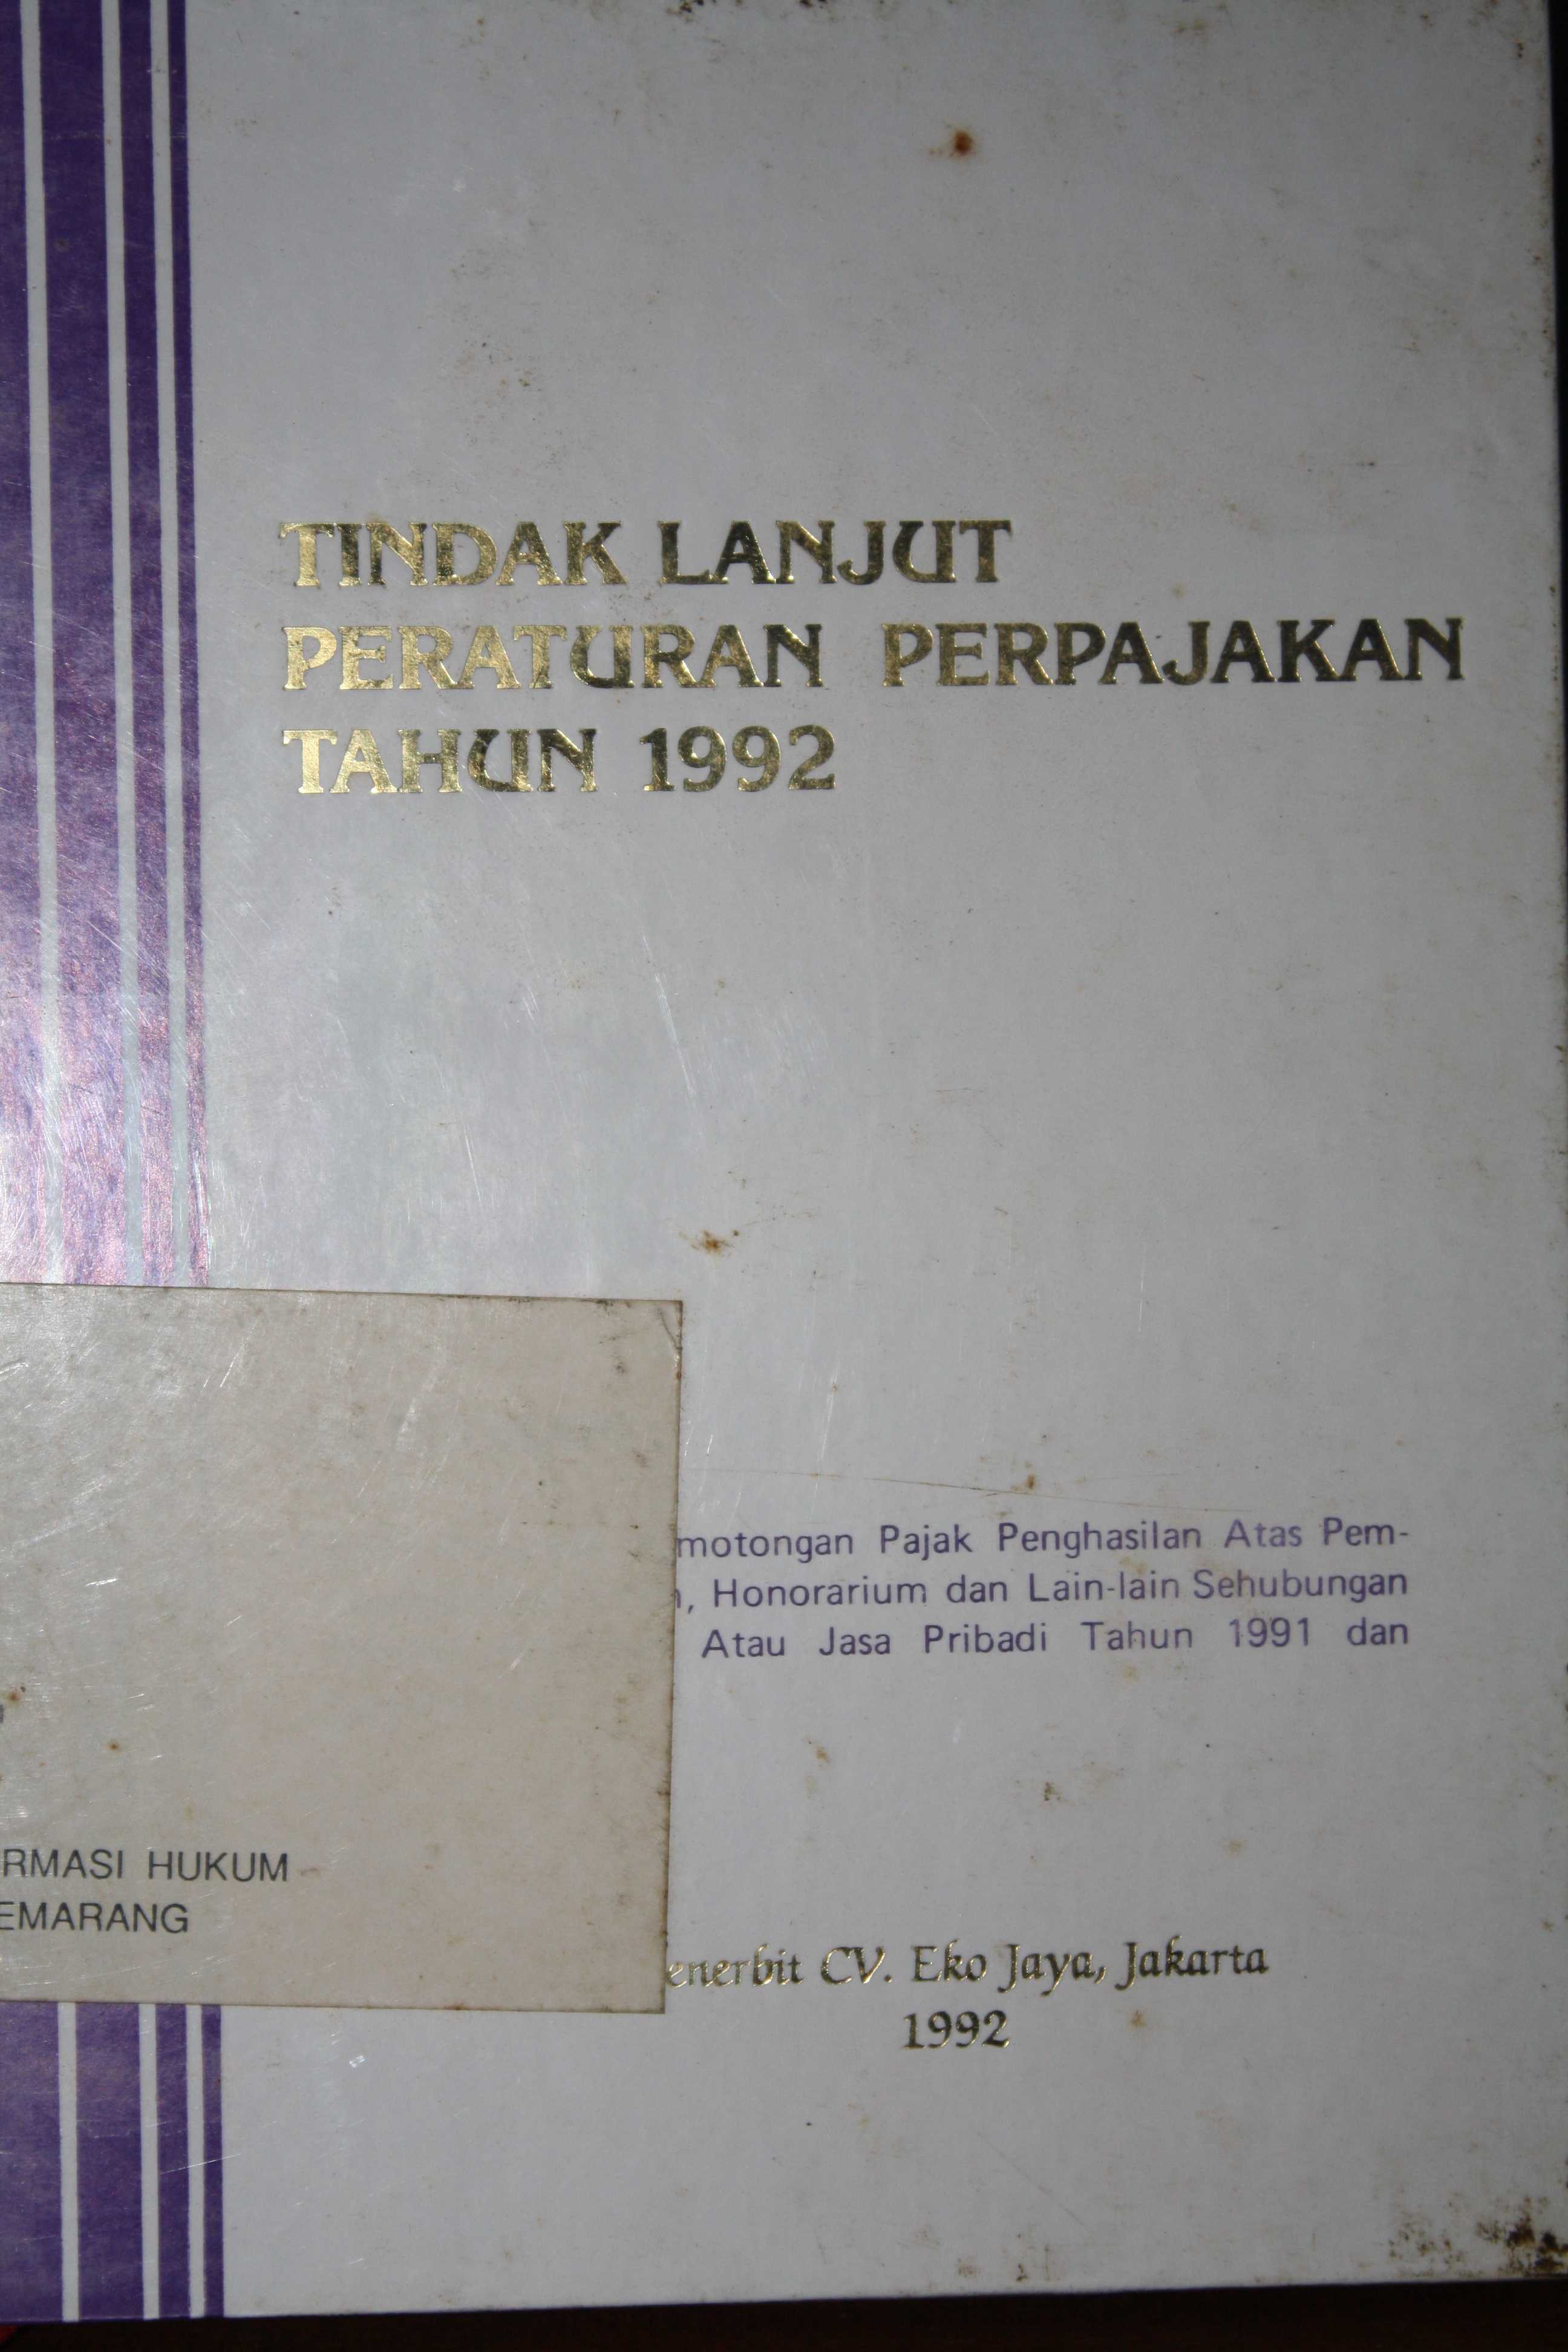 TINDAK LANJUT
PERATURAN PERPAJAKAN
TAHUN 1992
motongan Pajak Penghasilan Atas Pem-
, Honorarium dan Lain-lain Sehubungan
Atau Jasa Pribadi Tahun 1991 dan
RMASI HUKUM
EMARANG
enerbit CV. Eko Jaya, Jakarta
1992